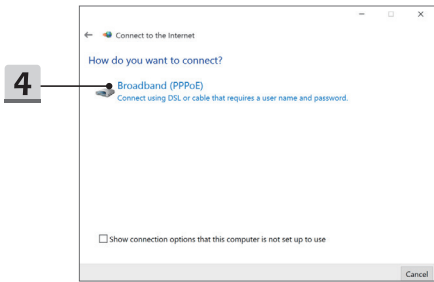 Connect to the Internet
How do you want to connect?
4
Broadband (PPPoE)
Connect using DSL or cable that requires a user name and password.
Show connection options that this computer is not set up to use
Cancel